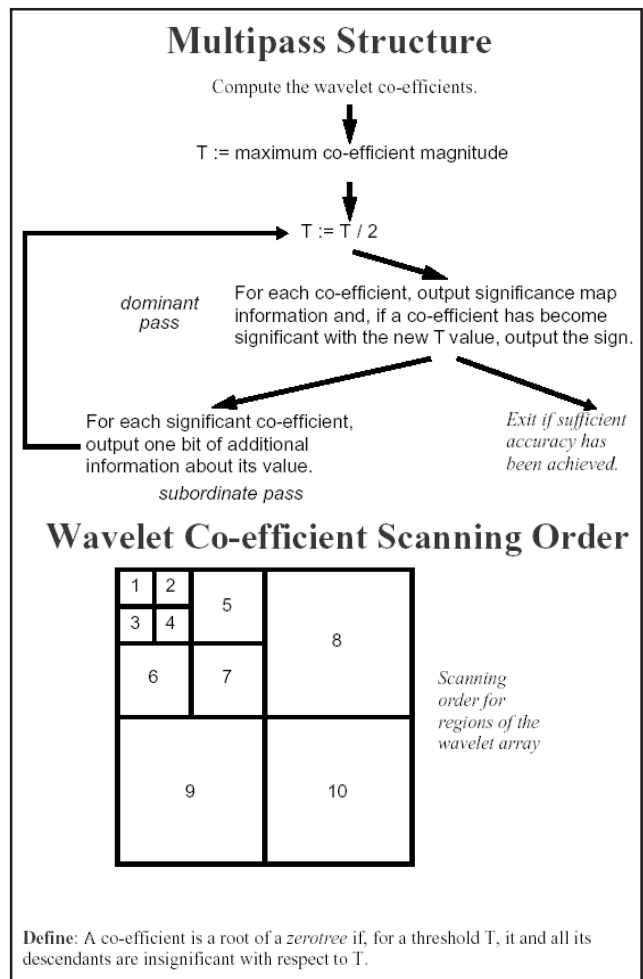 Multipass Structure
Compute the wavelet co-efficients.
T := maximum co-efficient magnitude
T := T / 2
dominant
pass
For each co-efficient, output significance map
information and, if a co-efficient has become
significant with the new T value, output the sign.
For each significant co-efficient,
output one bit of additional
information about its value.
subordinate pass
Exit if sufficient
accuracy has
been achieved.
Wavelet Co-efficient Scanning Order
1 2
3 4
5
6
7
8
9
10
Scanning
order for
regions of the
wavelet array
Define: A co-efficient is a root of a zerotree if, for a threshold T, it and all its
descendants are insignificant with respect to T.